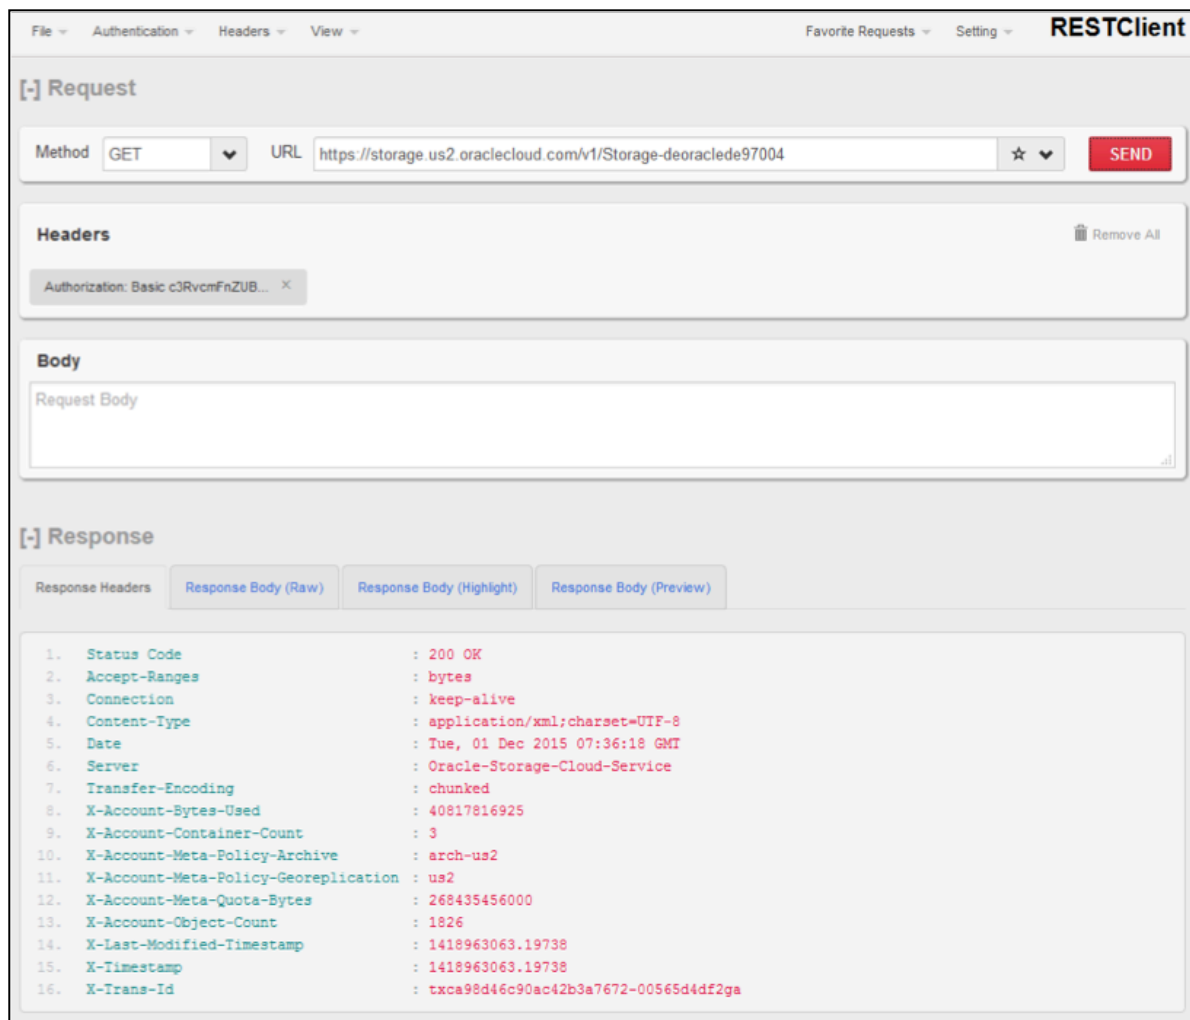 File Authentication Headers View Favorite Requests Setting RESTClient
[-] Request
Method GET URL https://storage.us2.oraclecloud.com/v1/Storage-deoraclede97004 SEND
Headers Remove All
Authorization: Basic c3RvcmFnZUB... ×
Body
Request Body
[-] Response
Response Headers Response Body (Raw) Response Body (Highlight) Response Body (Preview)
1. Status Code : 200 OK
2. Accept-Ranges : bytes
3. Connection : keep-alive
4. Content-Type : application/xml;charset=UTF-8
5. Date : Tue, 01 Dec 2015 07:36:18 GMT
6. Server : Oracle-Storage-Cloud-Service
7. Transfer-Encoding : chunked
8. X-Account-Bytes-Used : 40817816925
9. X-Account-Container-Count : 3
10. X-Account-Meta-Policy-Archive : arch-us2
11. X-Account-Meta-Policy-Georeplication : us2
12. X-Account-Meta-Quota-Bytes : 268435456000
13. X-Account-Object-Count : 1826
14. X-Last-Modified-Timestamp : 1418963063.19738
15. X-Timestamp : 1418963063.19738
16. X-Trans-Id : txca98d46c90ac42b3a7672-00565d4df2ga